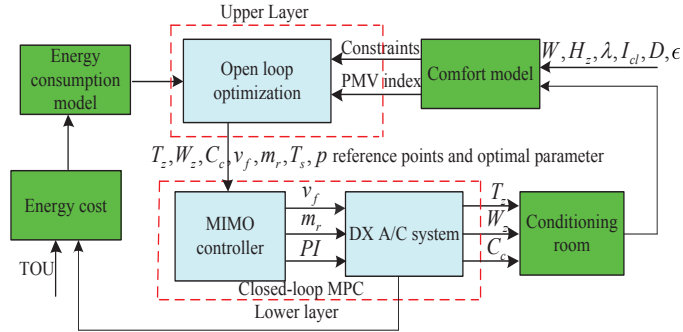 Upper Layer
Energy
consumption
model
Open loop
optimization
Constraints
PMV index
Comfort model
W, H_z, λ, I_cl, D, ϵ
T_z, W_z, C_c, v_f, m_r, T_s, p reference points and optimal parameter
Energy cost
TOU
MIMO
controller
v_f
m_r
PI
DX A/C system
T_z
W_z
C_c
Conditioning
room
Closed-loop MPC
Lower layer